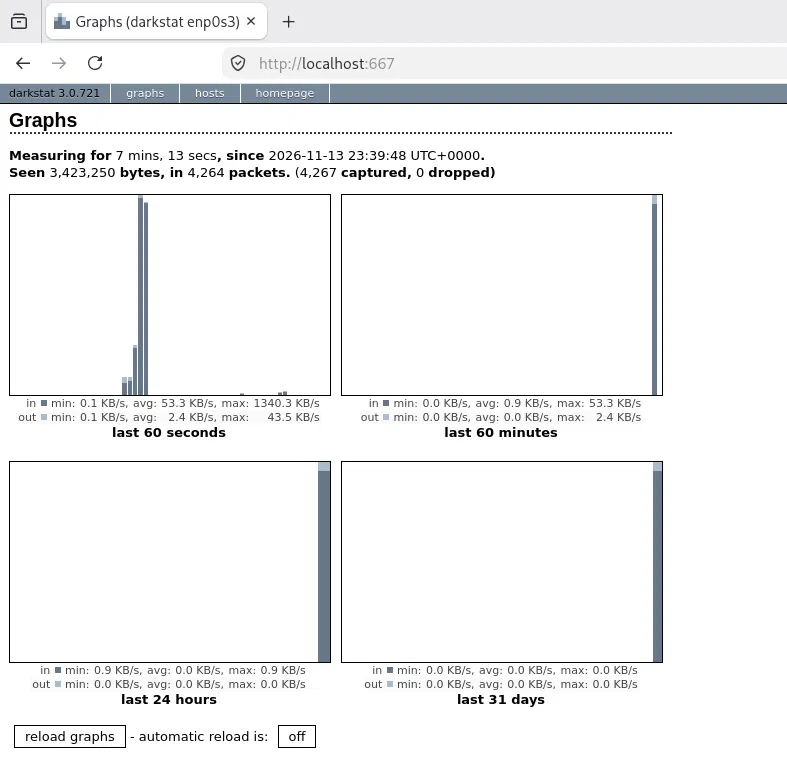 Graphs (darkstat enp0s3)
http://localhost:667
darkstat 3.0.721 graphs hosts homepage
Graphs
Measuring for 7 mins, 13 secs, since 2026-11-13 23:39:48 UTC+0000.
Seen 3,423,250 bytes, in 4,264 packets. (4,267 captured, 0 dropped)
in min: 0.1 KB/s, avg: 53.3 KB/s, max: 1340.3 KB/s
out min: 0.1 KB/s, avg: 2.4 KB/s, max: 43.5 KB/s
last 60 seconds
in min: 0.0 KB/s, avg: 0.9 KB/s, max: 53.3 KB/s
out min: 0.0 KB/s, avg: 0.0 KB/s, max: 2.4 KB/s
last 60 minutes
in min: 0.9 KB/s, avg: 0.0 KB/s, max: 0.9 KB/s
out min: 0.0 KB/s, avg: 0.0 KB/s, max: 0.0 KB/s
last 24 hours
in min: 0.0 KB/s, avg: 0.0 KB/s, max: 0.0 KB/s
out min: 0.0 KB/s, avg: 0.0 KB/s, max: 0.0 KB/s
last 31 days
reload graphs - automatic reload is: off